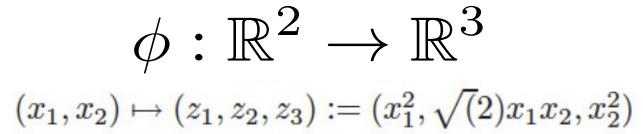 ϕ : ℝ² → ℝ³
(x₁, x₂) ↦ (z₁, z₂, z₃) := (x₁², √(2)x₁x₂, x₂²)